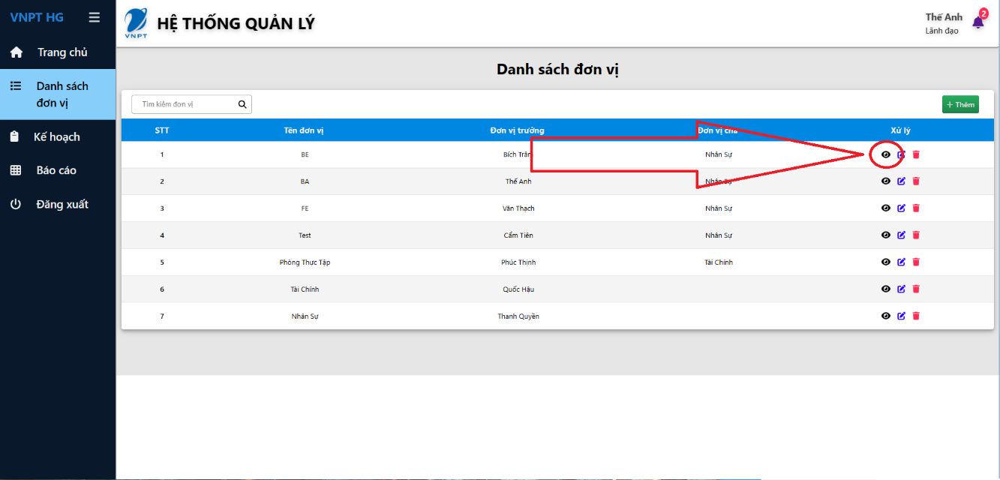 VNPT HG
VNPT
HỆ THỐNG QUẢN LÝ
Thế Anh
Lãnh đạo
2
Trang chủ
Danh sách
đơn vị
Kế hoạch
Báo cáo
Đăng xuất
Danh sách đơn vị
Tìm kiếm đơn vị
+ Thêm
STT Tên đơn vị Đơn vị trưởng Đơn vị cha Xử lý
1 BE Bích Trân Nhân Sự
2 BA Thế Anh Nhân Sự
3 FE Văn Thạch Nhân Sự
4 Test Cẩm Tiên Nhân Sự
5 Phòng Thực Tập Phúc Thịnh Tài Chính
6 Tài Chính Quốc Hậu
7 Nhân Sự Thanh Quyền